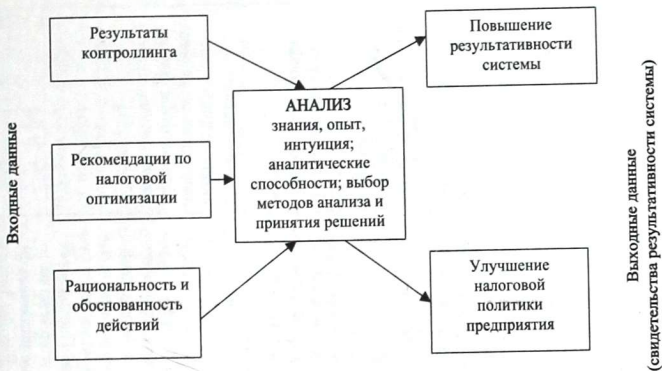 Входные данные
Результаты
контроллинга
Рекомендации по
налоговой
оптимизации
Рациональность и
обоснованность
действий
АНАЛИЗ
знания, опыт,
интуиция;
аналитические
способности; выбор
методов анализа и
принятия решений
Повышение
результативности
системы
Улучшение
налоговой
политики
предприятия
Выходные данные
(свидетельства результативности системы)